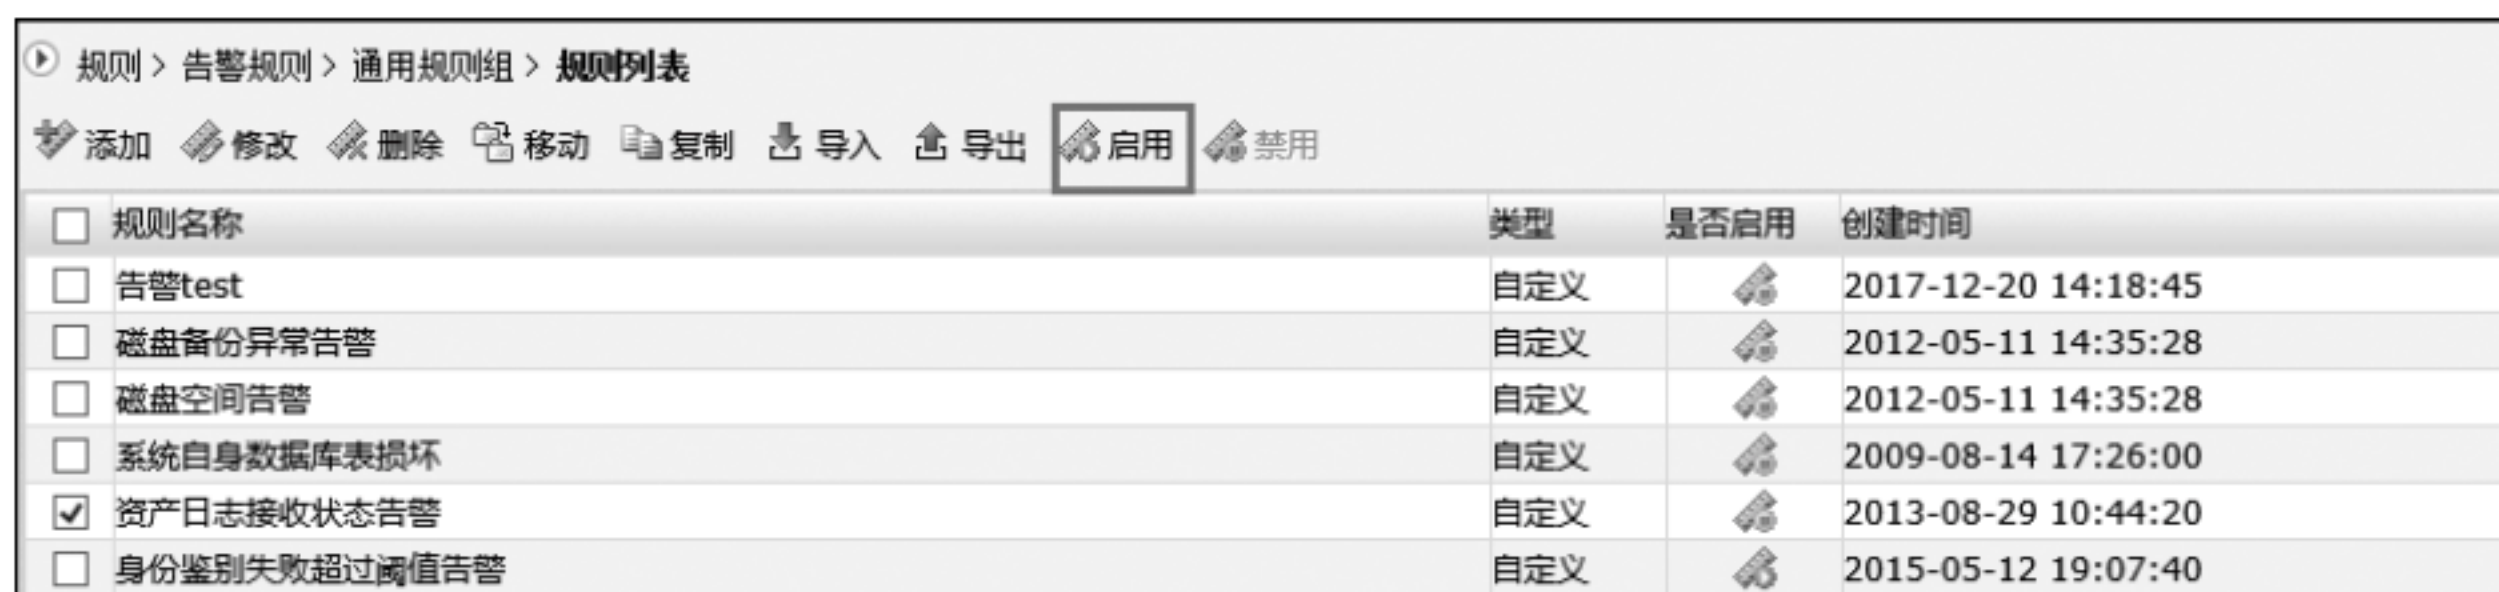 规则 > 告警规则 > 通用规则组 > 规则列表
添加 修改 删除 移动 复制 导入 导出 启用 禁用
规则名称 类型 是否启用 创建时间
告警test 自定义 2017-12-20 14:18:45
磁盘备份异常告警 自定义 2012-05-11 14:35:28
磁盘空间告警 自定义 2012-05-11 14:35:28
系统自身数据库表损坏 自定义 2009-08-14 17:26:00
资产日志接收状态告警 自定义 2013-08-29 10:44:20
身份鉴别失败超过阈值告警 自定义 2015-05-12 19:07:40